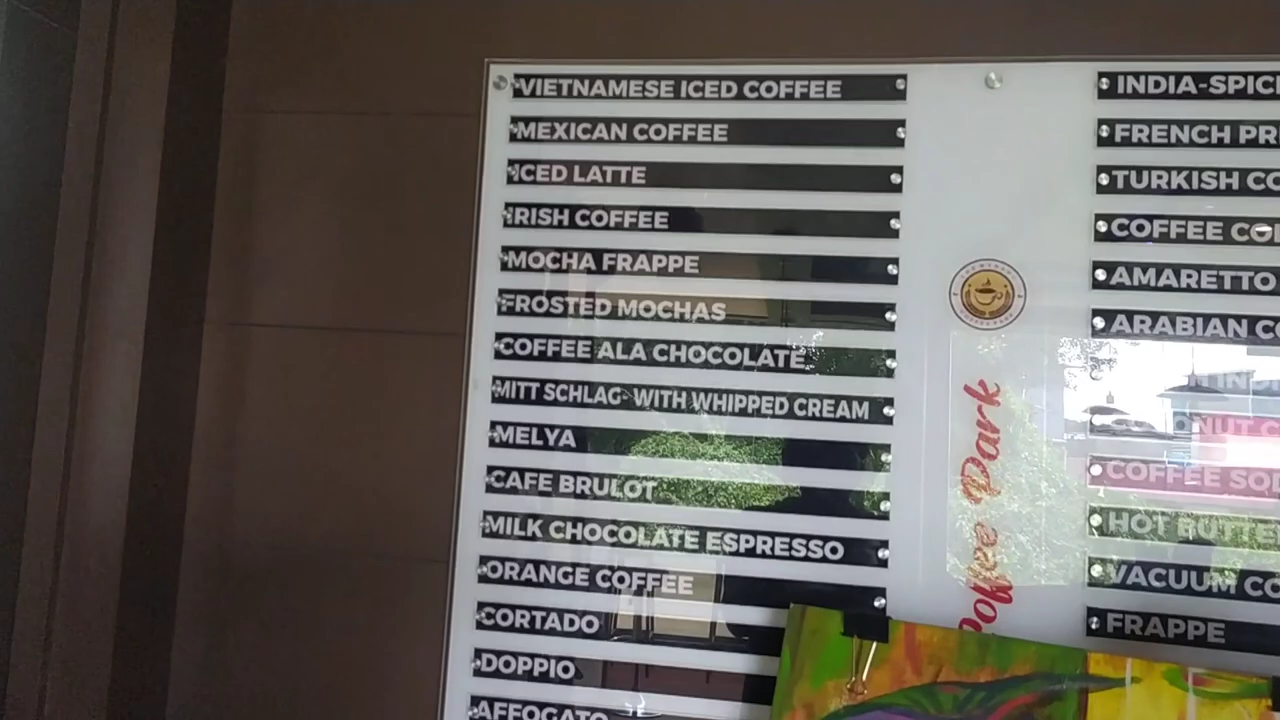 VIETNAMESE ICED COFFEE
MEXICAN COFFEE
ICED LATTE
IRISH COFFEE
MOCHA FRAPPE
FROSTED MOCHAS
COFFEE ALA CHOCOLATE
MITT SCHLAG- WITH WHIPPED CREAM
MELYA
CAFE BRULOT
MILK CHOCOLATE ESPRESSO
ORANGE COFFEE
CORTADO
DOPPIO
AFFOGATO
Coffee Park
INDIA-SPIC
FRENCH PR
TURKISH CO
COFFEE CO
AMARETTO
ARABIAN CO
COFFEE SO
HOT BUTTE
VACUUM CO
FRAPPE